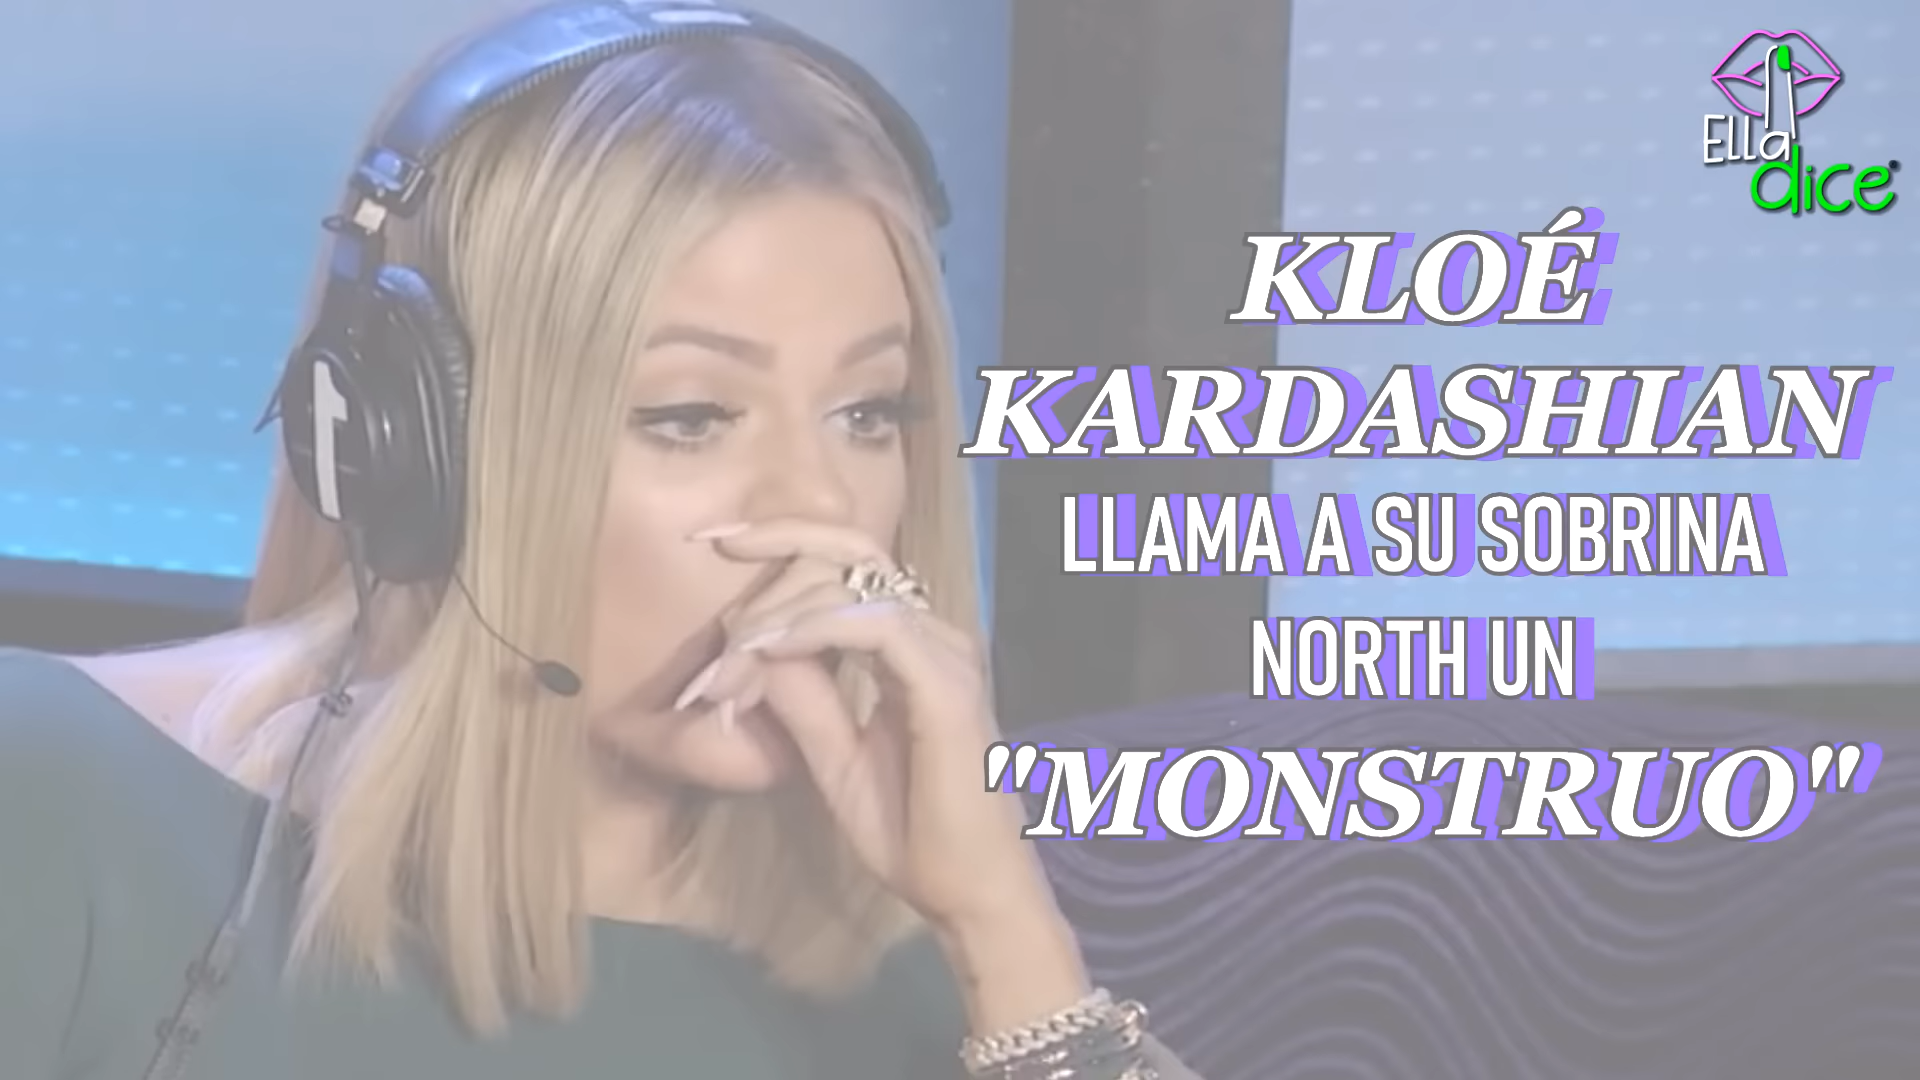 Ella
dice
KLOÉ
KARDASHIAN
LLAMA A SU SOBRINA
NORTH UN
"MONSTRUO"